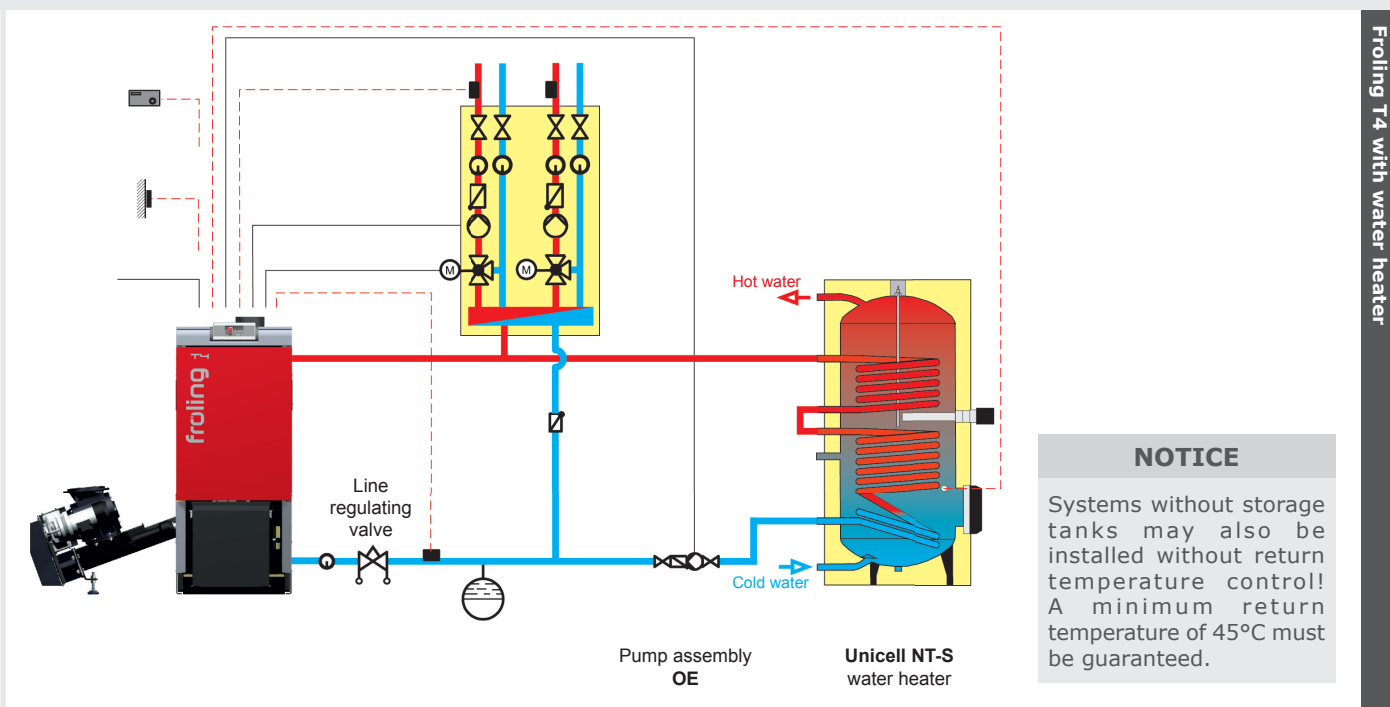 Froling T4 with water heater
M
M
Hot water
froling
T4
Line
regulating
valve
Cold water
Pump assembly
OE
Unicell NT-S
water heater
NOTICE
Systems without storage
tanks may also be
installed without return
temperature control!
A minimum return
temperature of 45°C must
be guaranteed.